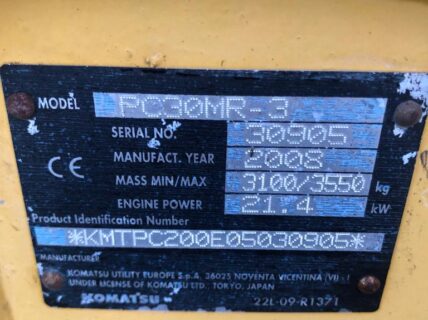 MODEL PC30MR-3
SERIAL NO. 30905
MANUFACT. YEAR 2008
CE
MASS MIN/MAX 3100/3550 kg
ENGINE POWER 21,4 kW
Product Identification Number
*KMTPC200E05030905*
MANUFACTURER
KOMATSU UTILITY EUROPE S.p.A. 36025 NOVENTA VICENTINA (VI) - I
UNDER LICENSE OF KOMATSU LTD. TOKYO, JAPAN
KOMATSU 22L-09-R1371